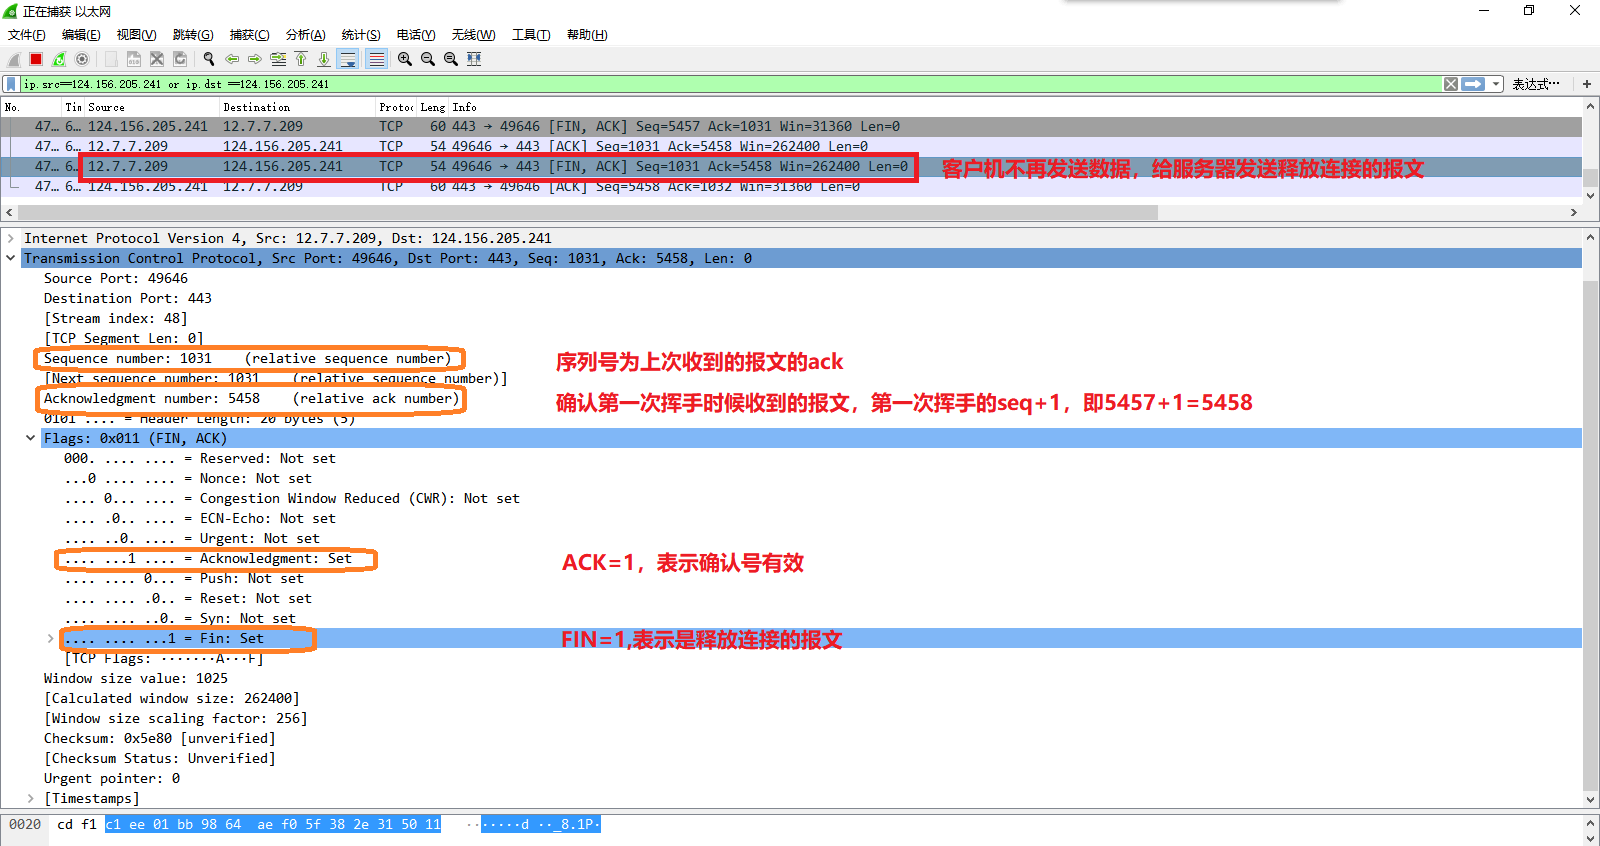 正在捕获 以太网
文件(F) 编辑(E) 视图(V) 跳转(G) 捕获(C) 分析(A) 统计(S) 电话(Y) 无线(W) 工具(T) 帮助(H)
ip.src==124.156.205.241 or ip.dst ==124.156.205.241 表达式… +
No. Tin Source Destination Protoc Leng Info
47… 6… 124.156.205.241 12.7.7.209 TCP 60 443 → 49646 [FIN, ACK] Seq=5457 Ack=1031 Win=31360 Len=0
47… 6… 12.7.7.209 124.156.205.241 TCP 54 49646 → 443 [ACK] Seq=1031 Ack=5458 Win=262400 Len=0
47… 6… 12.7.7.209 124.156.205.241 TCP 54 49646 → 443 [FIN, ACK] Seq=1031 Ack=5458 Win=262400 Len=0 客户机不再发送数据，给服务器发送释放连接的报文
47… 6… 124.156.205.241 12.7.7.209 TCP 60 443 → 49646 [ACK] Seq=5458 Ack=1032 Win=31360 Len=0
Internet Protocol Version 4, Src: 12.7.7.209, Dst: 124.156.205.241
Transmission Control Protocol, Src Port: 49646, Dst Port: 443, Seq: 1031, Ack: 5458, Len: 0
Source Port: 49646
Destination Port: 443
[Stream index: 48]
[TCP Segment Len: 0]
Sequence number: 1031 (relative sequence number) 序列号为上次收到的报文的ack
[Next sequence number: 1031 (relative sequence number)]
Acknowledgment number: 5458 (relative ack number) 确认第一次挥手时候收到的报文，第一次挥手的seq+1，即5457+1=5458
0101 .... = Header Length: 20 bytes (5)
Flags: 0x011 (FIN, ACK)
000. .... .... = Reserved: Not set
...0 .... .... = Nonce: Not set
.... 0... .... = Congestion Window Reduced (CWR): Not set
.... .0.. .... = ECN-Echo: Not set
.... ..0. .... = Urgent: Not set
.... ...1 .... = Acknowledgment: Set ACK=1，表示确认号有效
.... .... 0... = Push: Not set
.... .... .0.. = Reset: Not set
.... .... ..0. = Syn: Not set
.... .... ...1 = Fin: Set FIN=1,表示是释放连接的报文
[TCP Flags: ·······A···F]
Window size value: 1025
[Calculated window size: 262400]
[Window size scaling factor: 256]
Checksum: 0x5e80 [unverified]
[Checksum Status: Unverified]
Urgent pointer: 0
[Timestamps]
0020 cd f1 c1 ee 01 bb 98 64 ae f0 5f 38 2e 31 50 11 ·······d ··_8.1P·